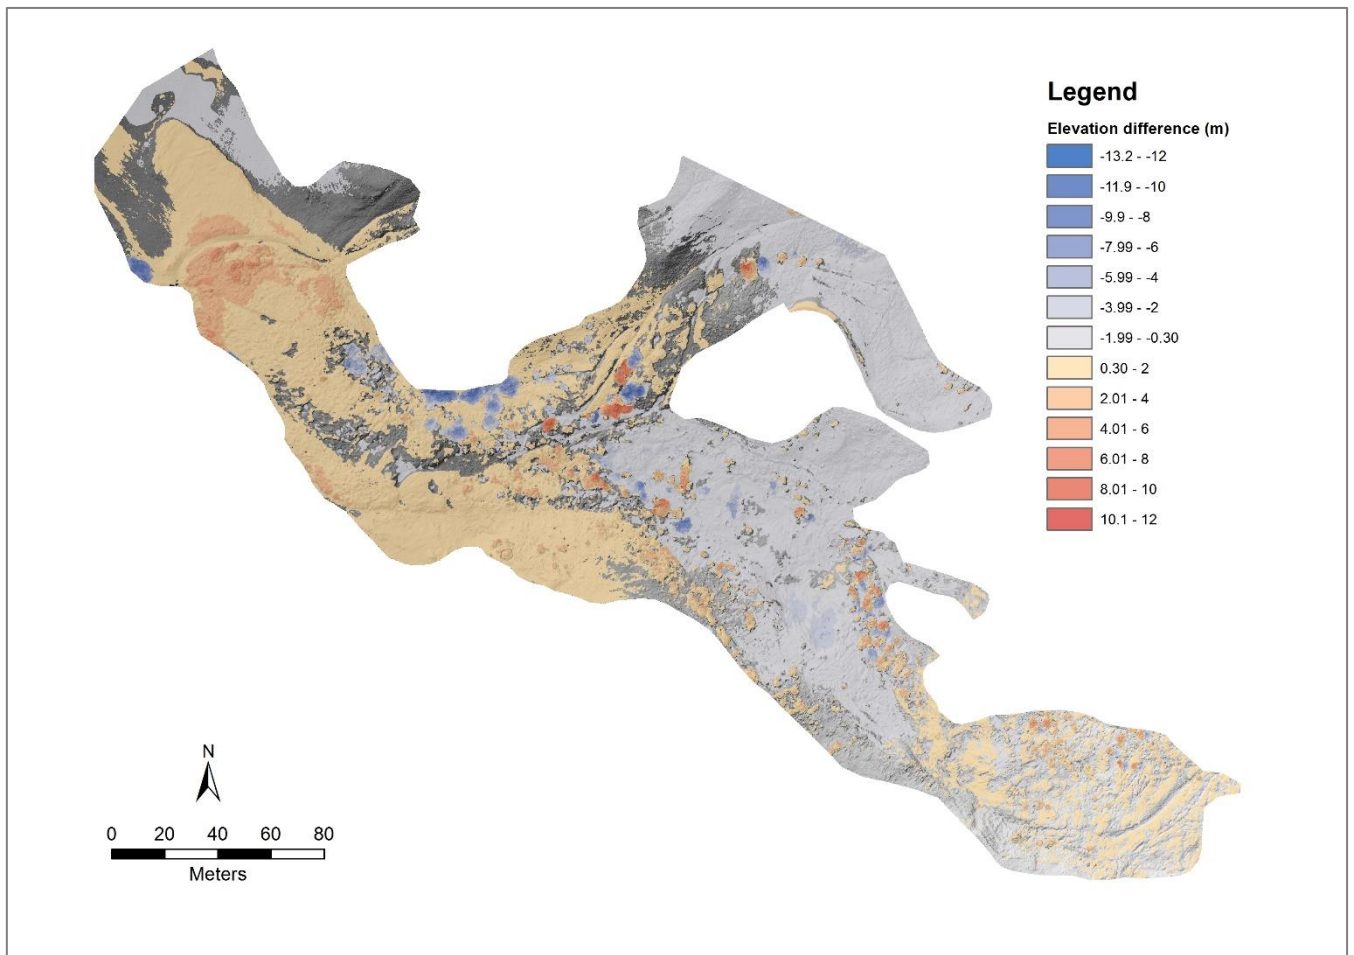 Legend
Elevation difference (m)
-13.2 - -12
-11.9 - -10
-9.9 - -8
-7.99 - -6
-5.99 - -4
-3.99 - -2
-1.99 - -0.30
0.30 - 2
2.01 - 4
4.01 - 6
6.01 - 8
8.01 - 10
10.1 - 12
N
0 20 40 60 80
Meters